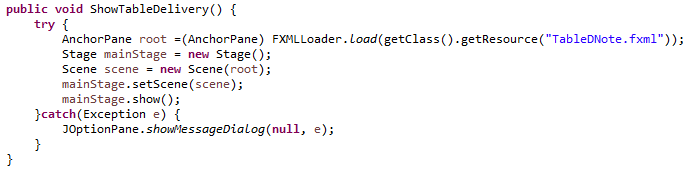 public void ShowTableDelivery() {
    try {
        AnchorPane root =(AnchorPane) FXMLLoader.load(getClass().getResource("TableDNote.fxml"));
        Stage mainStage = new Stage();
        Scene scene = new Scene(root);
        mainStage.setScene(scene);
        mainStage.show();
    }catch(Exception e) {
        JOptionPane.showMessageDialog(null, e);
    }
}